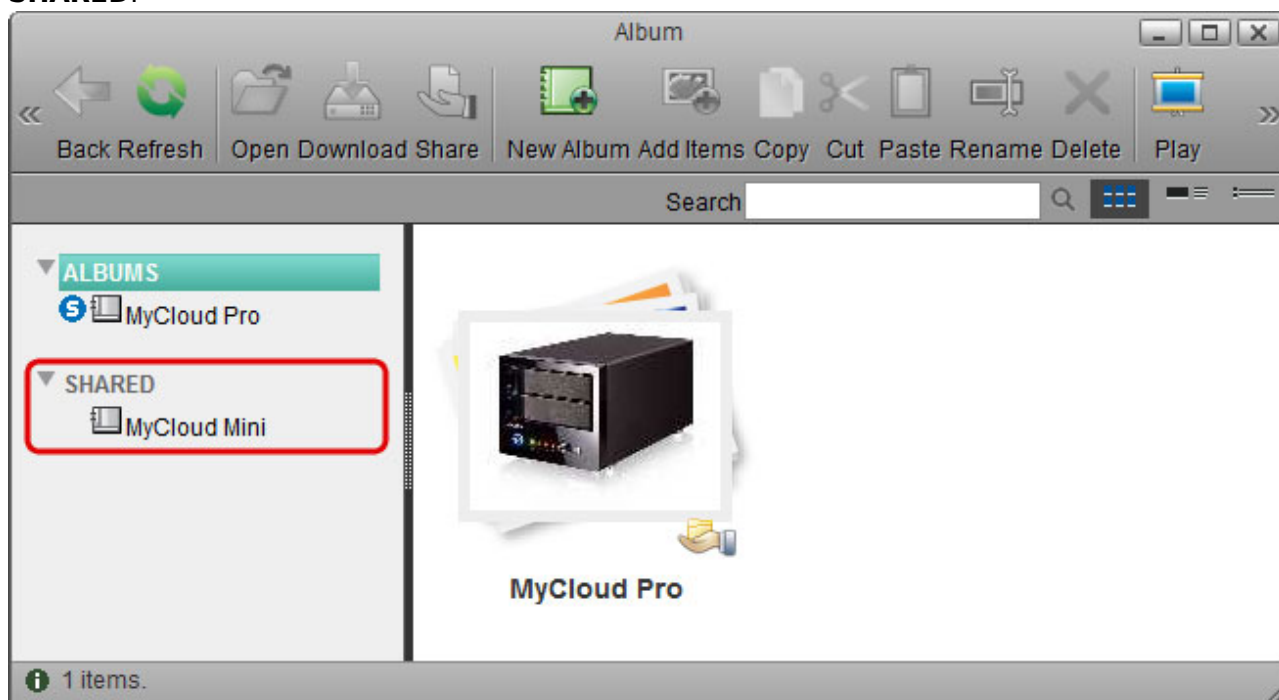 SHARED.
Album
Back Refresh Open Download Share New Album Add Items Copy Cut Paste Rename Delete Play
Search
ALBUMS
S MyCloud Pro
SHARED
MyCloud Mini
MyCloud Pro
1 items.